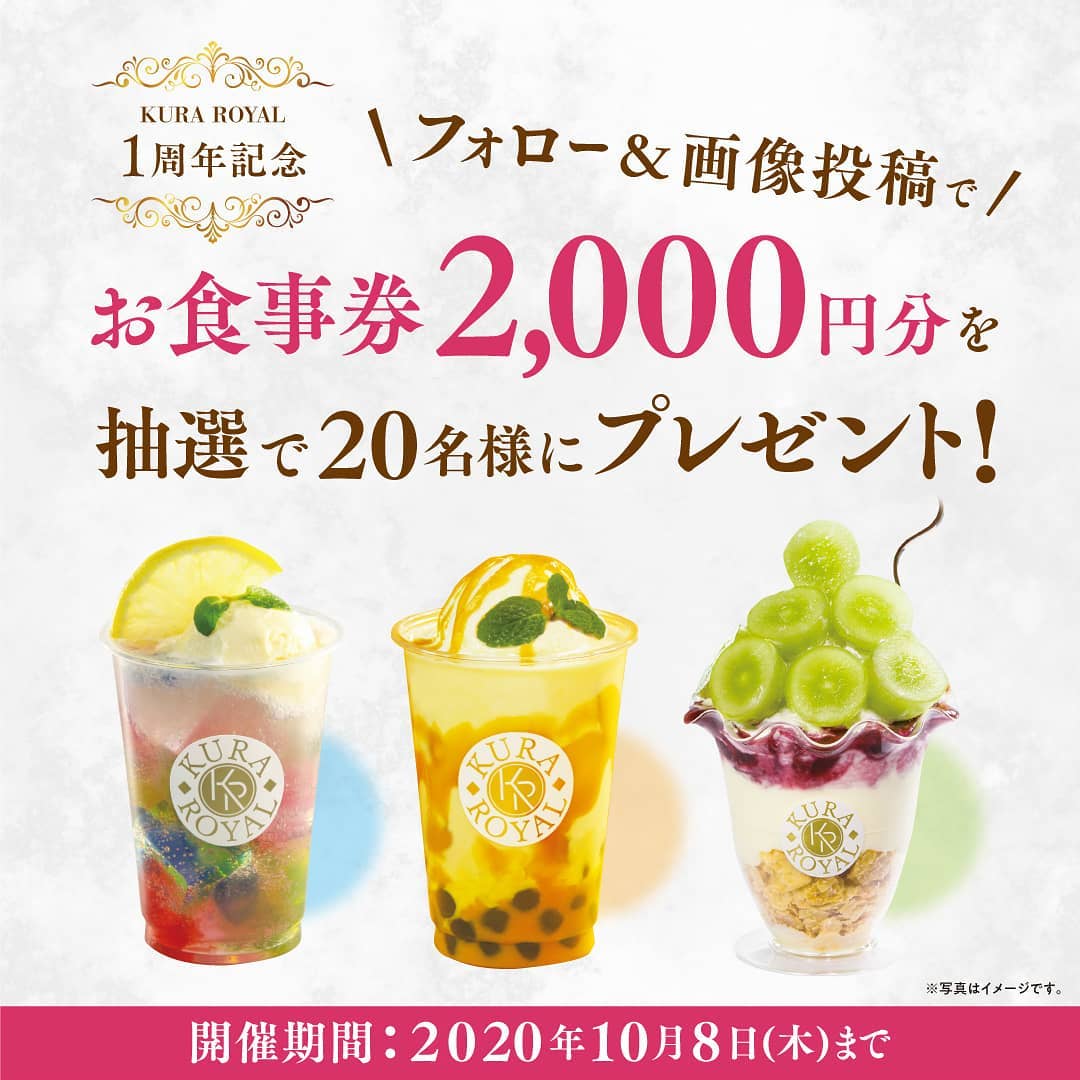 KURA ROYAL
1周年記念
\フォロー&画像投稿で/
お食事券2,000円分を
抽選で20名様にプレゼント!
KURA ROYAL
KR
KURA ROYAL
KR
KURA ROYAL
KR
※写真はイメージです。
開催期間:2020年10月8日(木)まで